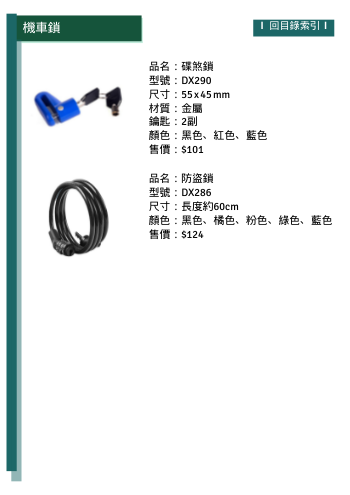 機車鎖
I 回目錄索引 I
品名：碟煞鎖
型號：DX290
尺寸：55x45mm
材質：金屬
鑰匙：2副
顏色：黑色、紅色、藍色
售價：$101
品名：防盜鎖
型號：DX286
尺寸：長度約60cm
顏色：黑色、橘色、粉色、綠色、藍色
售價：$124